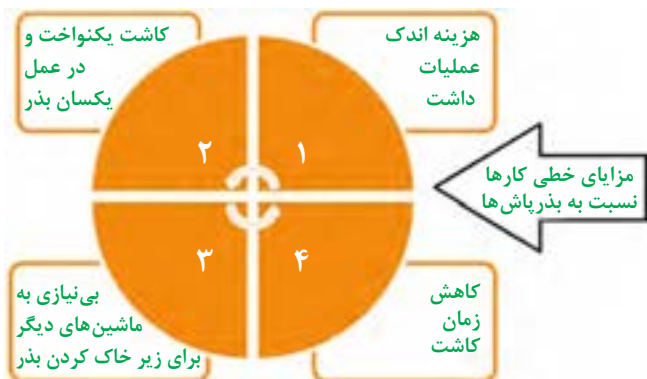 مزایای خطی کارها
نسبت به بذرپاش‌ها
هزینه اندک
عملیات
داشت
۱
کاشت یکنواخت و
در عمل
یکسان بذر
۲
بی‌نیازی به
ماشین‌های دیگر
برای زیر خاک کردن بذر
۳
کاهش
زمان
کاشت
۴